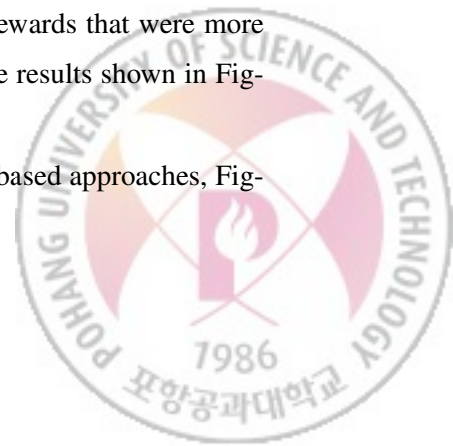 ewards that were more
e results shown in Fig-
based approaches, Fig-
POHANG UNIVERSITY OF SCIENCE AND TECHNOLOGY
1986
포항공과대학교